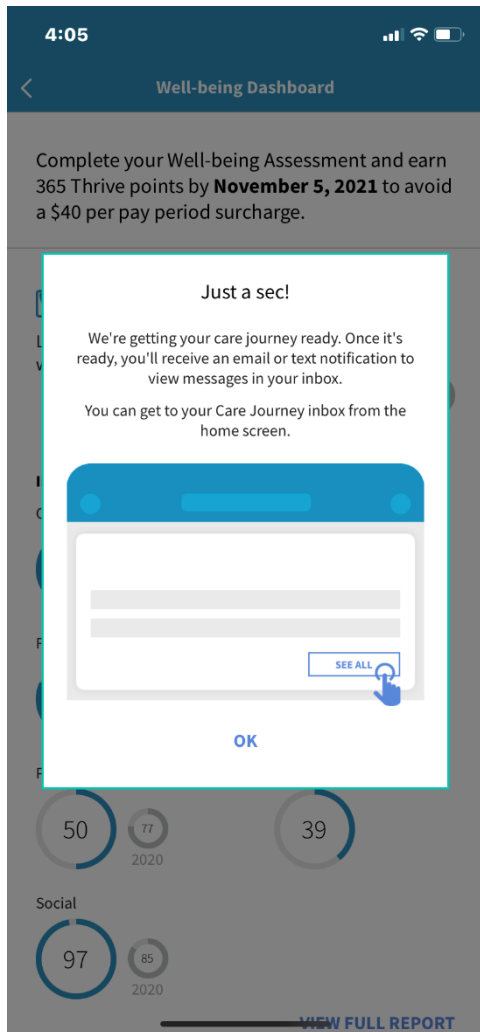 4:05
Well-being Dashboard
Complete your Well-being Assessment and earn
365 Thrive points by November 5, 2021 to avoid
a $40 per pay period surcharge.
Just a sec!
We're getting your care journey ready. Once it's
ready, you'll receive an email or text notification to
view messages in your inbox.
You can get to your Care Journey inbox from the
home screen.
SEE ALL
OK
50
77
2020
39
Social
97
85
2020
VIEW FULL REPORT